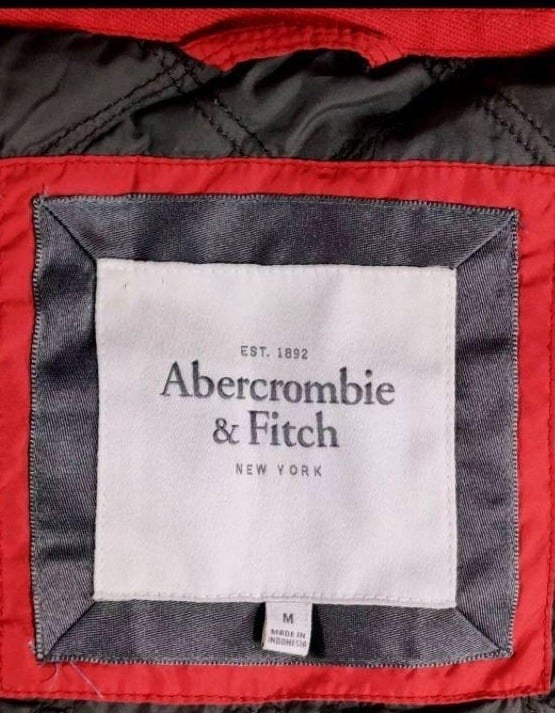 EST. 1892
Abercrombie
& Fitch
NEW YORK
M
MADE IN
INDONESIA